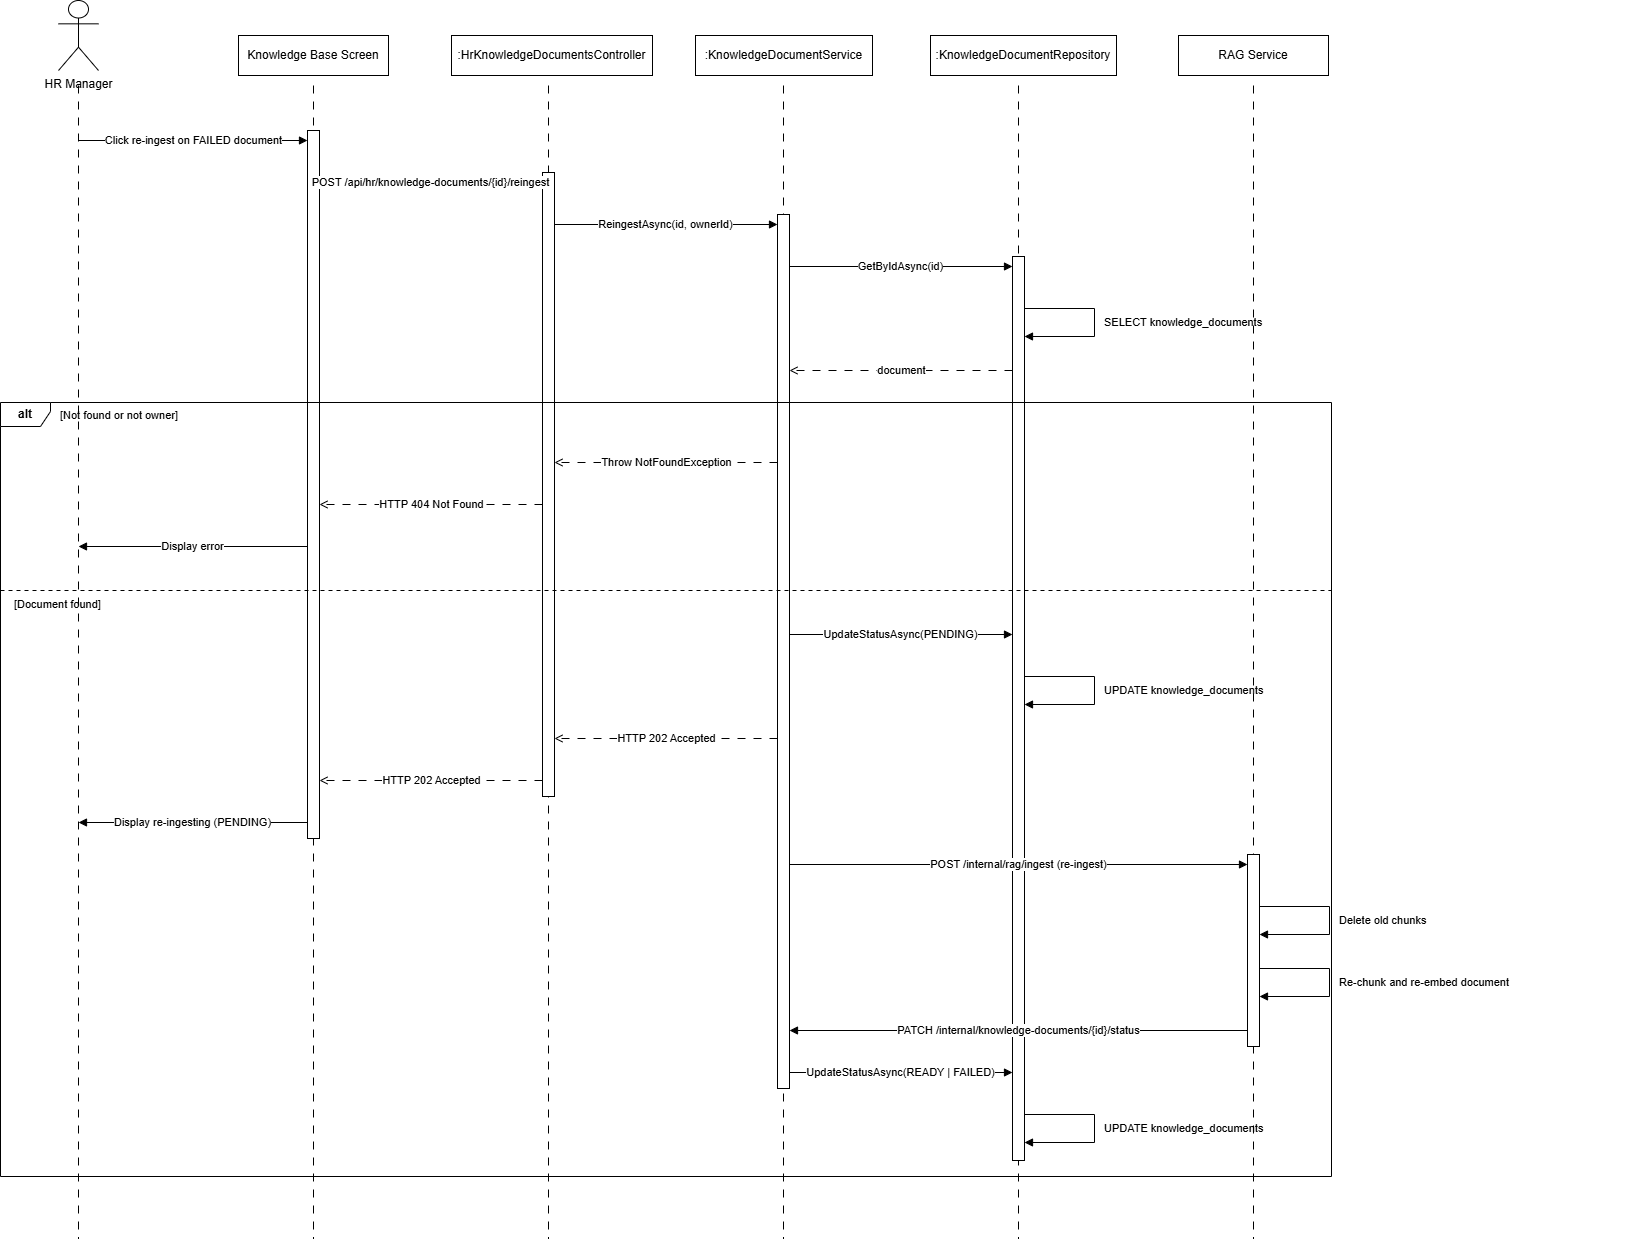 HR Manager
Knowledge Base Screen
:HrKnowledgeDocumentsController
:KnowledgeDocumentService
:KnowledgeDocumentRepository
RAG Service
Click re-ingest on FAILED document
POST /api/hr/knowledge-documents/{id}/reingest
ReingestAsync(id, ownerId)
GetByIdAsync(id)
SELECT knowledge_documents
document
alt
[Not found or not owner]
Throw NotFoundException
HTTP 404 Not Found
Display error
[Document found]
UpdateStatusAsync(PENDING)
UPDATE knowledge_documents
HTTP 202 Accepted
HTTP 202 Accepted
Display re-ingesting (PENDING)
POST /internal/rag/ingest (re-ingest)
Delete old chunks
Re-chunk and re-embed document
PATCH /internal/knowledge-documents/{id}/status
UpdateStatusAsync(READY | FAILED)
UPDATE knowledge_documents